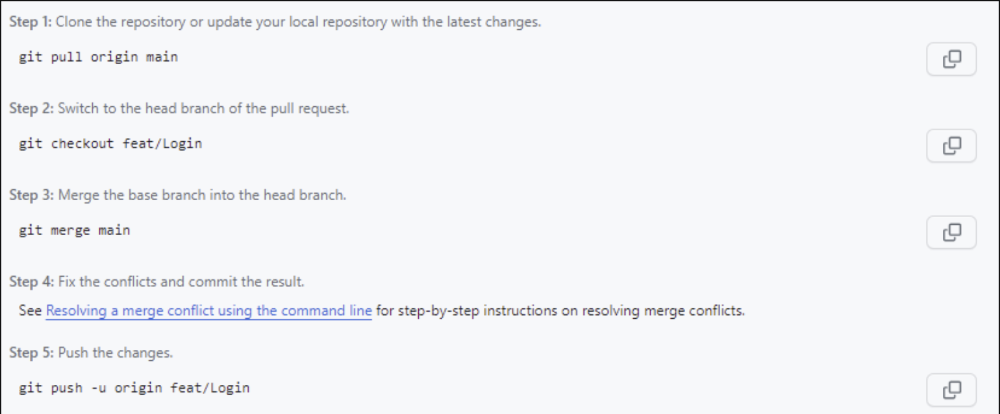 Step 1: Clone the repository or update your local repository with the latest changes.
git pull origin main
Step 2: Switch to the head branch of the pull request.
git checkout feat/Login
Step 3: Merge the base branch into the head branch.
git merge main
Step 4: Fix the conflicts and commit the result.
See Resolving a merge conflict using the command line for step-by-step instructions on resolving merge conflicts.
Step 5: Push the changes.
git push -u origin feat/Login